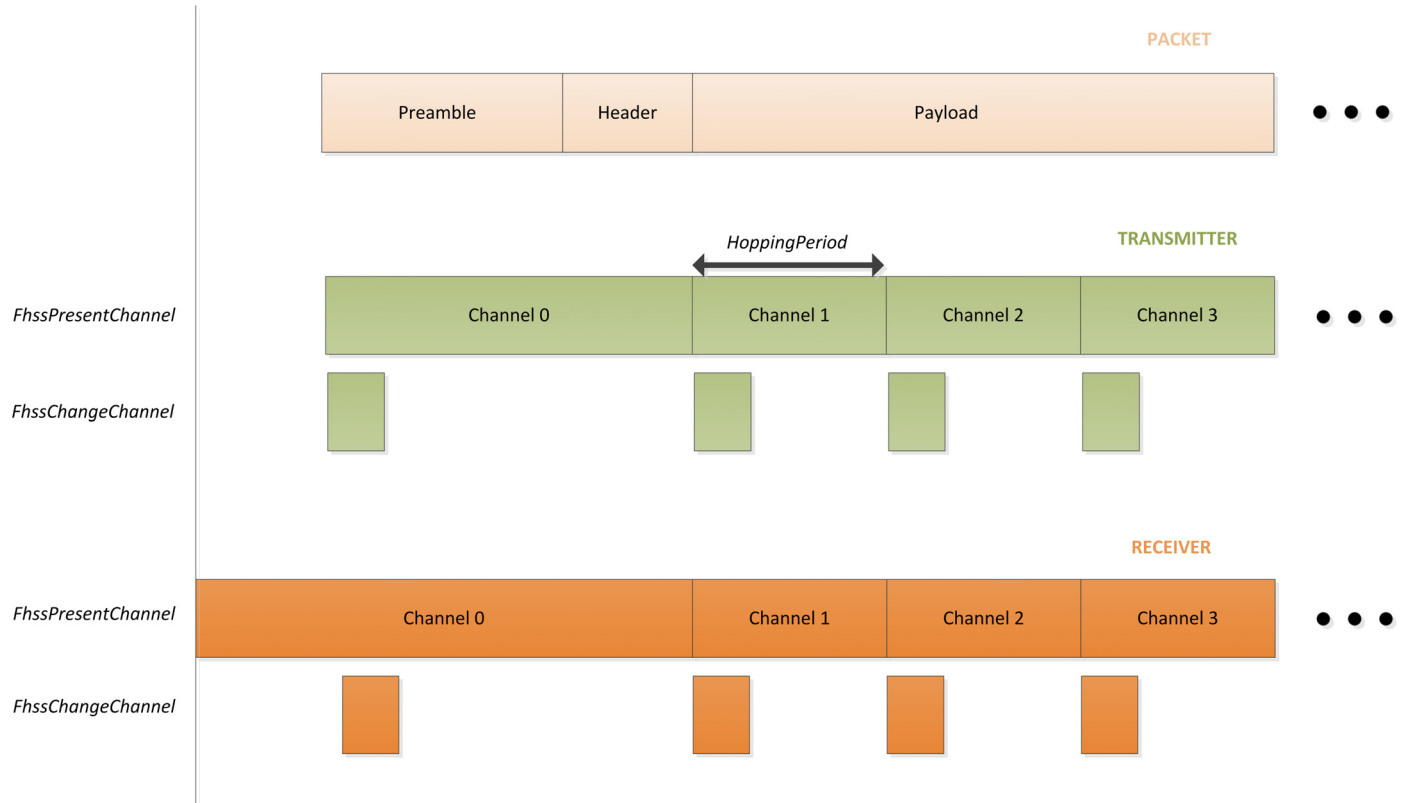 PACKET
Preamble Header Payload
HoppingPeriod
TRANSMITTER
FhssPresentChannel Channel 0 Channel 1 Channel 2 Channel 3
FhssChangeChannel
RECEIVER
FhssPresentChannel Channel 0 Channel 1 Channel 2 Channel 3
FhssChangeChannel